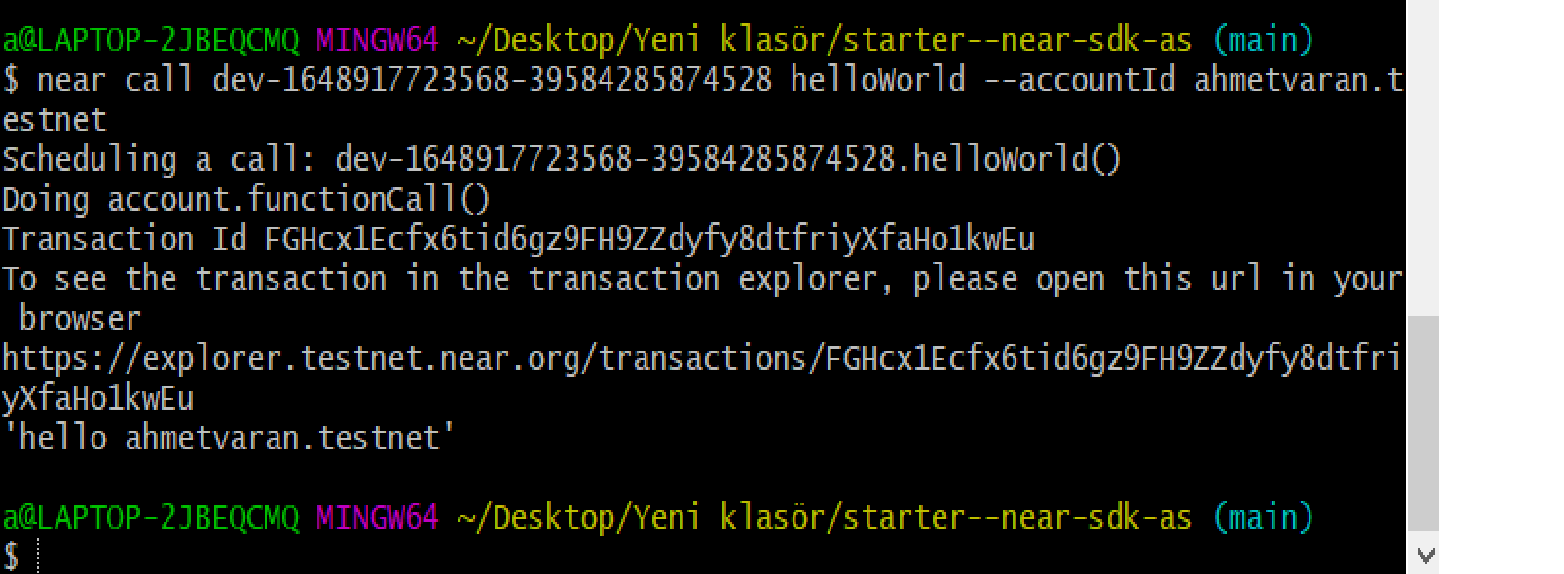 a@LAPTOP-2JBEQCMQ MINGW64 ~/Desktop/Yeni klasör/starter--near-sdk-as (main)
$ near call dev-1648917723568-39584285874528 helloWorld --accountId ahmetvaran.t
estnet
Scheduling a call: dev-1648917723568-39584285874528.helloWorld()
Doing account.functionCall()
Transaction Id FGHcx1Ecfx6tid6gz9FH9ZZdyfy8dtfriyXfaHo1kwEu
To see the transaction in the transaction explorer, please open this url in your
 browser
https://explorer.testnet.near.org/transactions/FGHcx1Ecfx6tid6gz9FH9ZZdyfy8dtfri
yXfaHo1kwEu
'hello ahmetvaran.testnet'
a@LAPTOP-2JBEQCMQ MINGW64 ~/Desktop/Yeni klasör/starter--near-sdk-as (main)
$